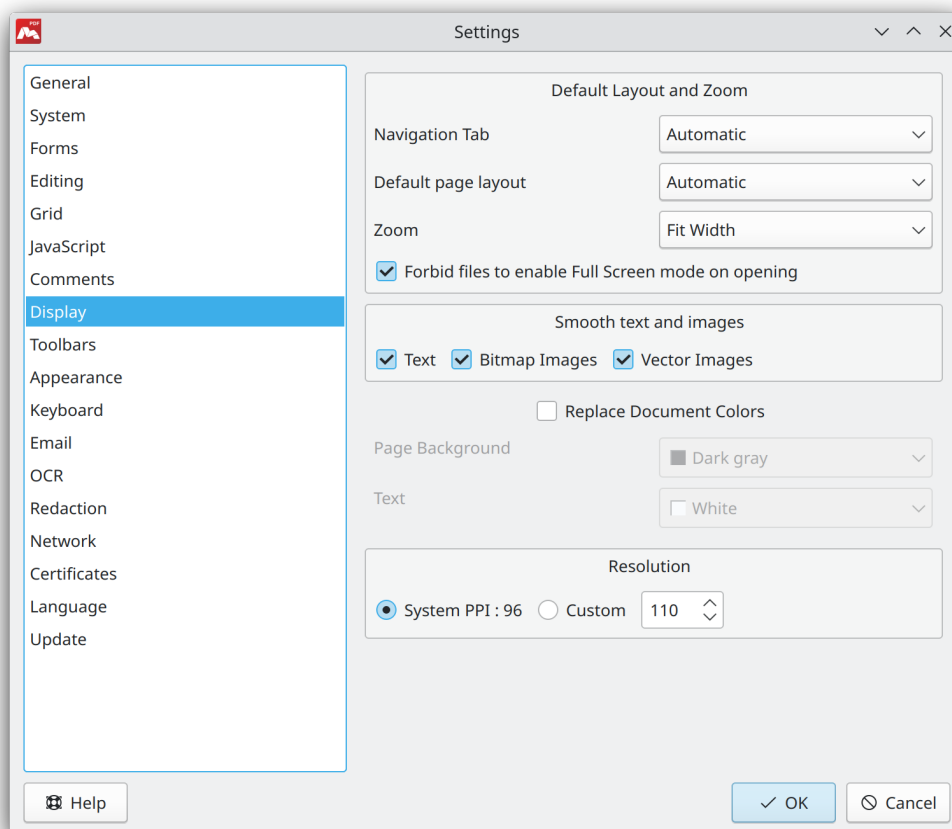 PDF
Settings
General
System
Forms
Editing
Grid
JavaScript
Comments
Display
Toolbars
Appearance
Keyboard
Email
OCR
Redaction
Network
Certificates
Language
Update
Default Layout and Zoom
Navigation Tab Automatic
Default page layout Automatic
Zoom Fit Width
Forbid files to enable Full Screen mode on opening
Smooth text and images
Text Bitmap Images Vector Images
Replace Document Colors
Page Background Dark gray
Text White
Resolution
System PPI : 96 Custom 110
Help OK Cancel